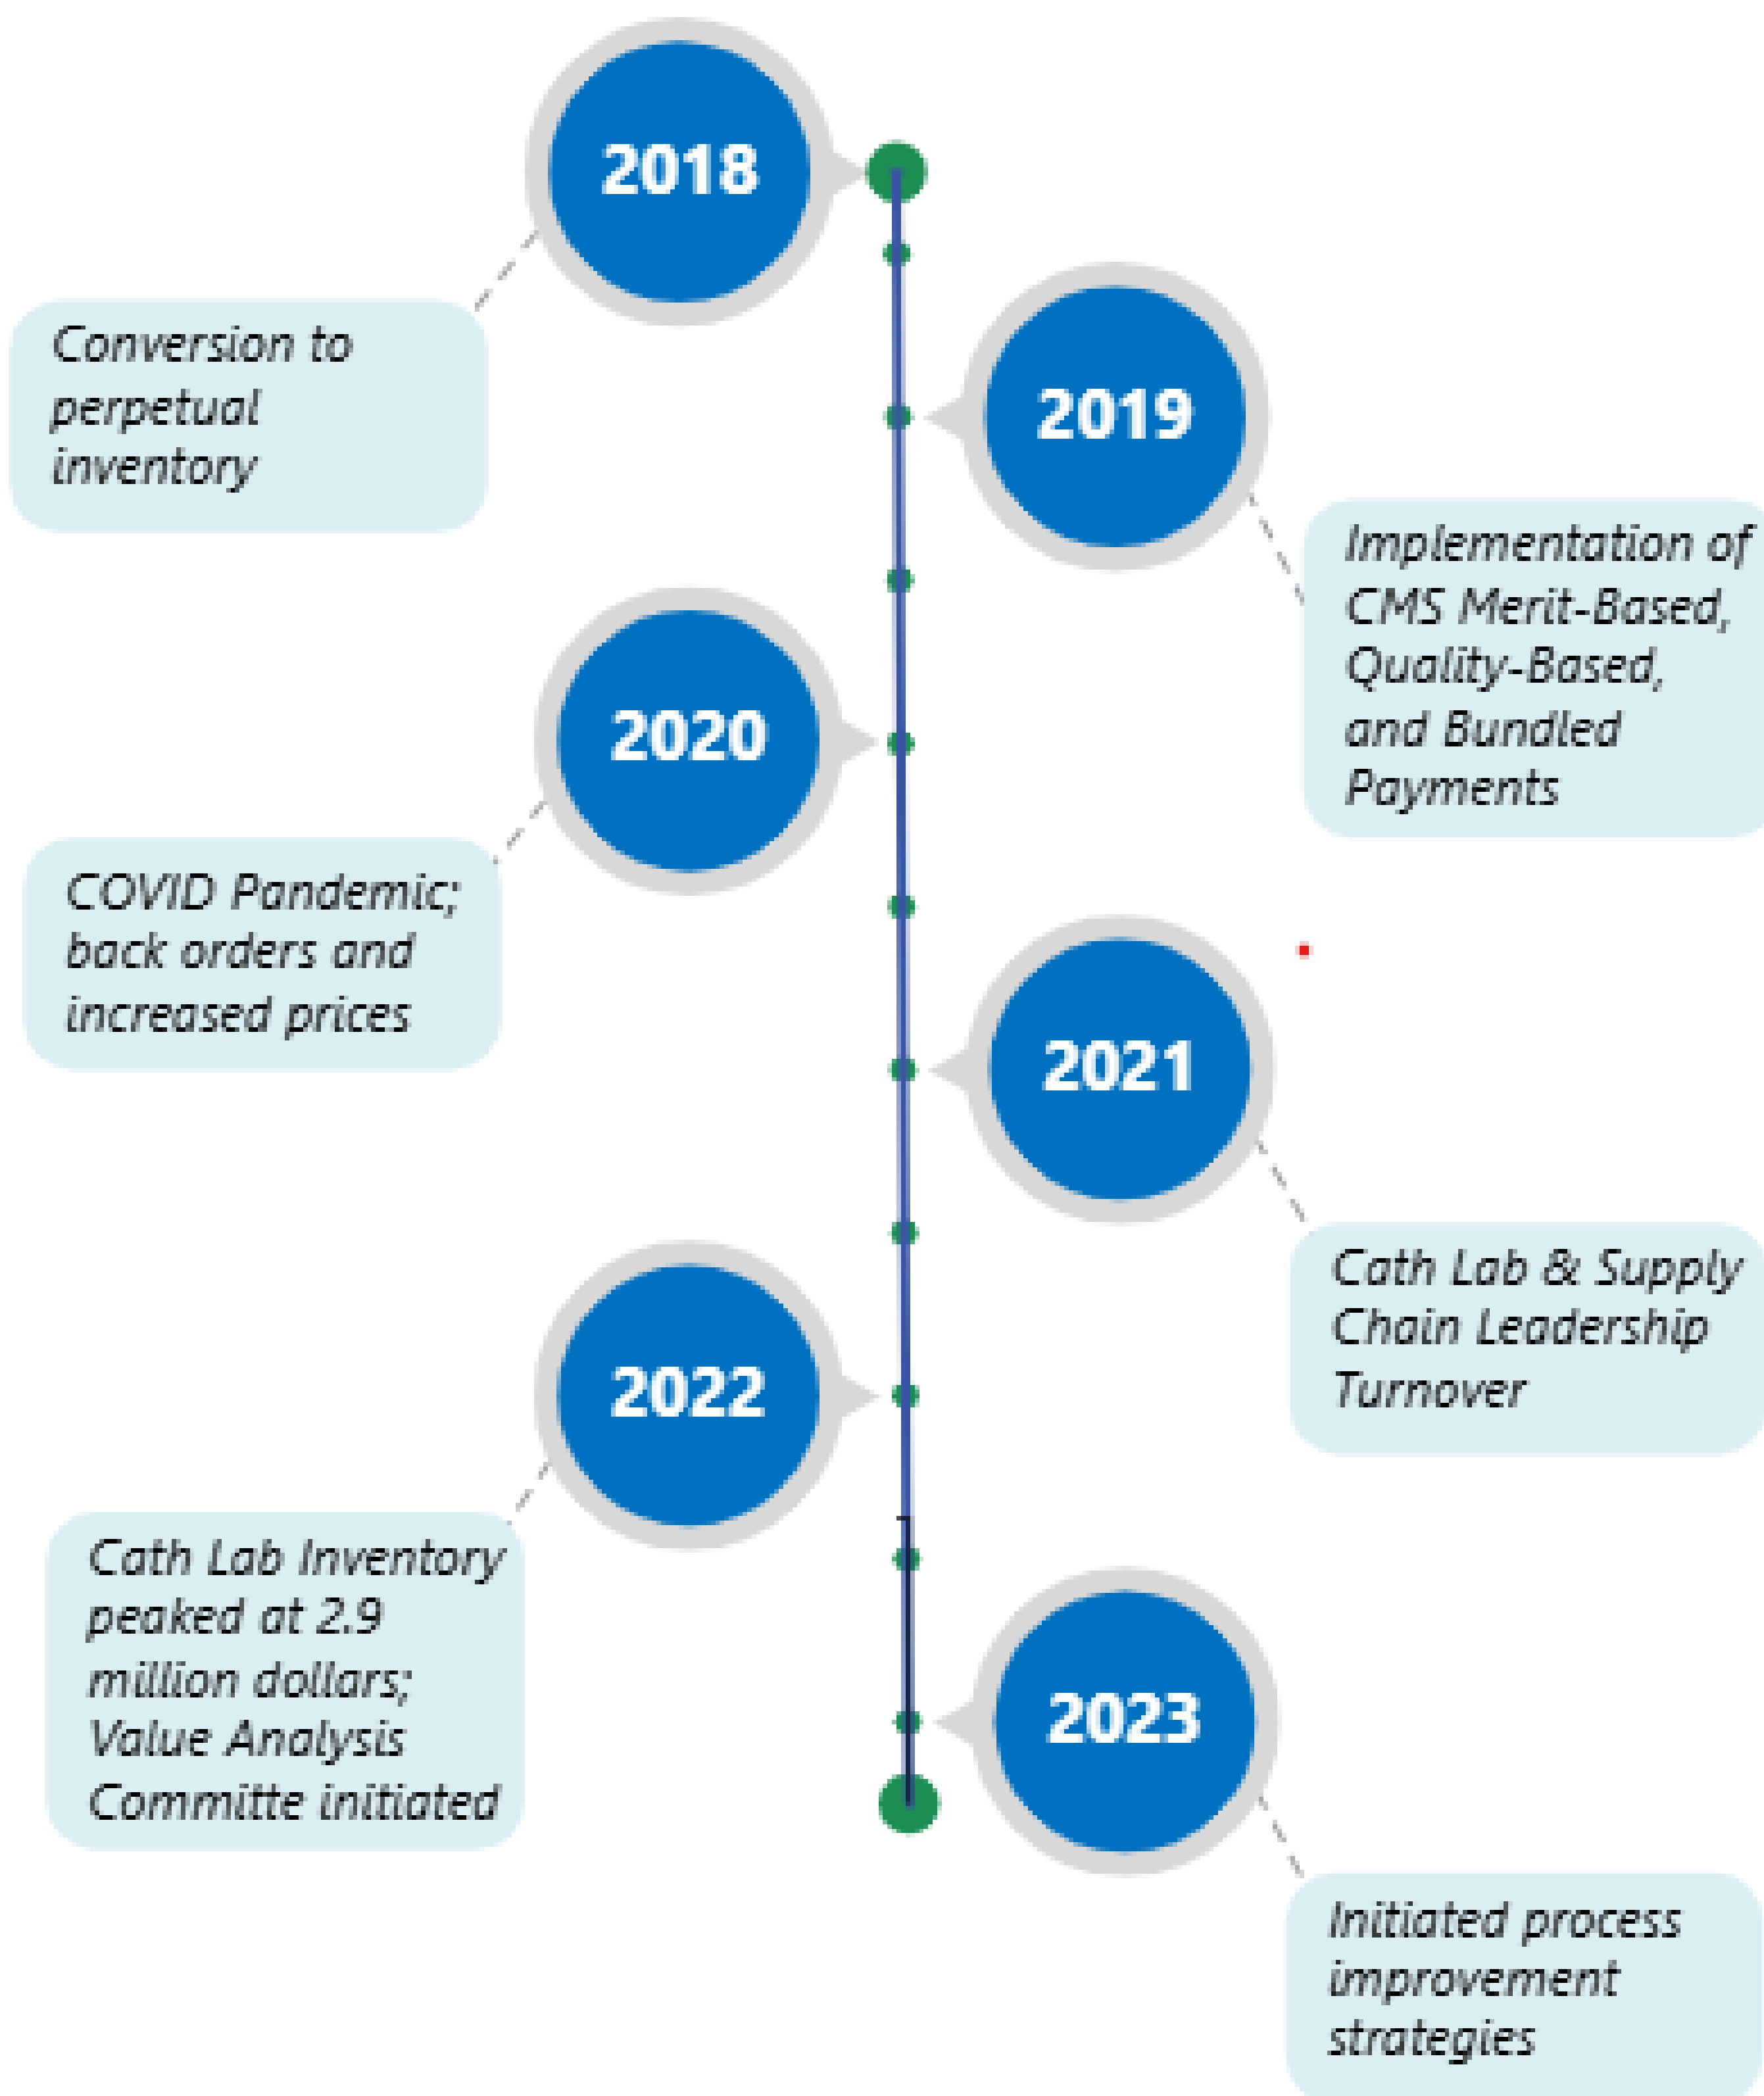 2018
Conversion to
perpetual
inventory
2019
Implementation of
CMS Merit-Based,
Quality-Based,
and Bundled
Payments
2020
COVID Pandemic;
back orders and
increased prices
2021
Cath Lab & Supply
Chain Leadership
Turnover
2022
Cath Lab Inventory
peaked at 2.9
million dollars;
Value Analysis
Committe initiated
2023
Initiated process
improvement
strategies